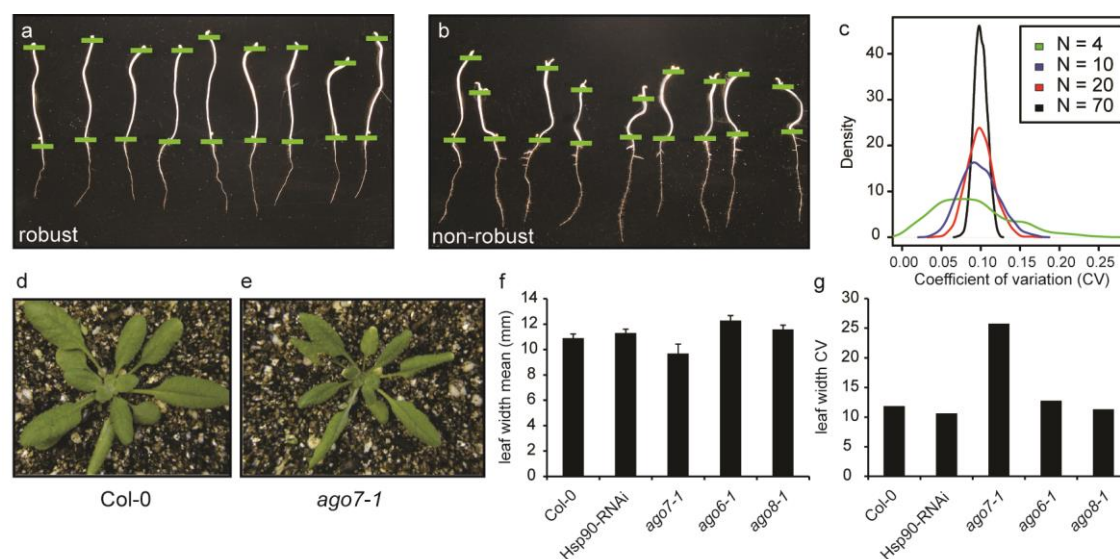 a
robust
b
non-robust
c
N = 4
N = 10
N = 20
N = 70
Density
40
30
20
10
0
0.00 0.05 0.10 0.15 0.20 0.25
Coefficient of variation (CV)
d
Col-0
e
ago7-1
f
leaf width mean (mm)
14
12
10
8
6
4
2
0
Col-0
Hsp90-RNAi
ago7-1
ago6-1
ago8-1
g
leaf width CV
30
25
20
15
10
5
0
Col-0
Hsp90-RNAi
ago7-1
ago6-1
ago8-1